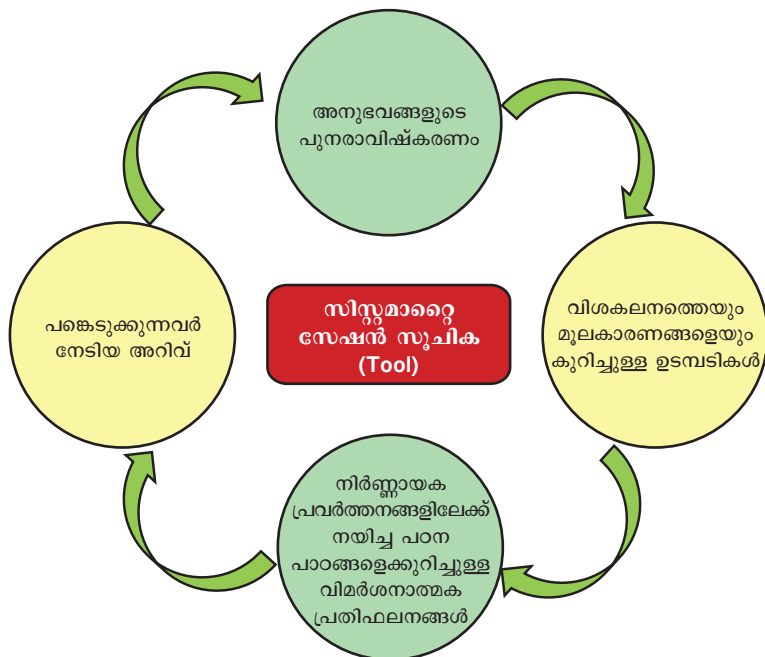 അനുഭവങ്ങളുടെ
പുനരാവിഷ്കരണം
വിശകലനത്തെയും
മൂലകാരണങ്ങളെയും
കുറിച്ചുള്ള ഉടമ്പടികൾ
സിസ്റ്റമാറ്റൈ
സേഷൻ സൂചിക
(Tool)
പങ്കെടുക്കുന്നവർ
നേടിയ അറിവ്
നിർണ്ണായക
പ്രവർത്തനങ്ങളിലേക്ക്
നയിച്ച പഠന
പാഠങ്ങളെക്കുറിച്ചുള്ള
വിമർശനാത്മക
പ്രതിഫലനങ്ങൾ